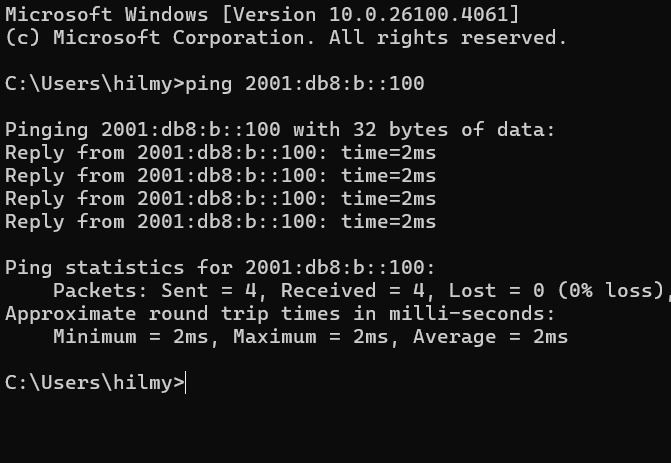 Microsoft Windows [Version 10.0.26100.4061]
(c) Microsoft Corporation. All rights reserved.
C:\Users\hilmy>ping 2001:db8:b::100
Pinging 2001:db8:b::100 with 32 bytes of data:
Reply from 2001:db8:b::100: time=2ms
Reply from 2001:db8:b::100: time=2ms
Reply from 2001:db8:b::100: time=2ms
Reply from 2001:db8:b::100: time=2ms
Ping statistics for 2001:db8:b::100:
    Packets: Sent = 4, Received = 4, Lost = 0 (0% loss),
Approximate round trip times in milli-seconds:
    Minimum = 2ms, Maximum = 2ms, Average = 2ms
C:\Users\hilmy>